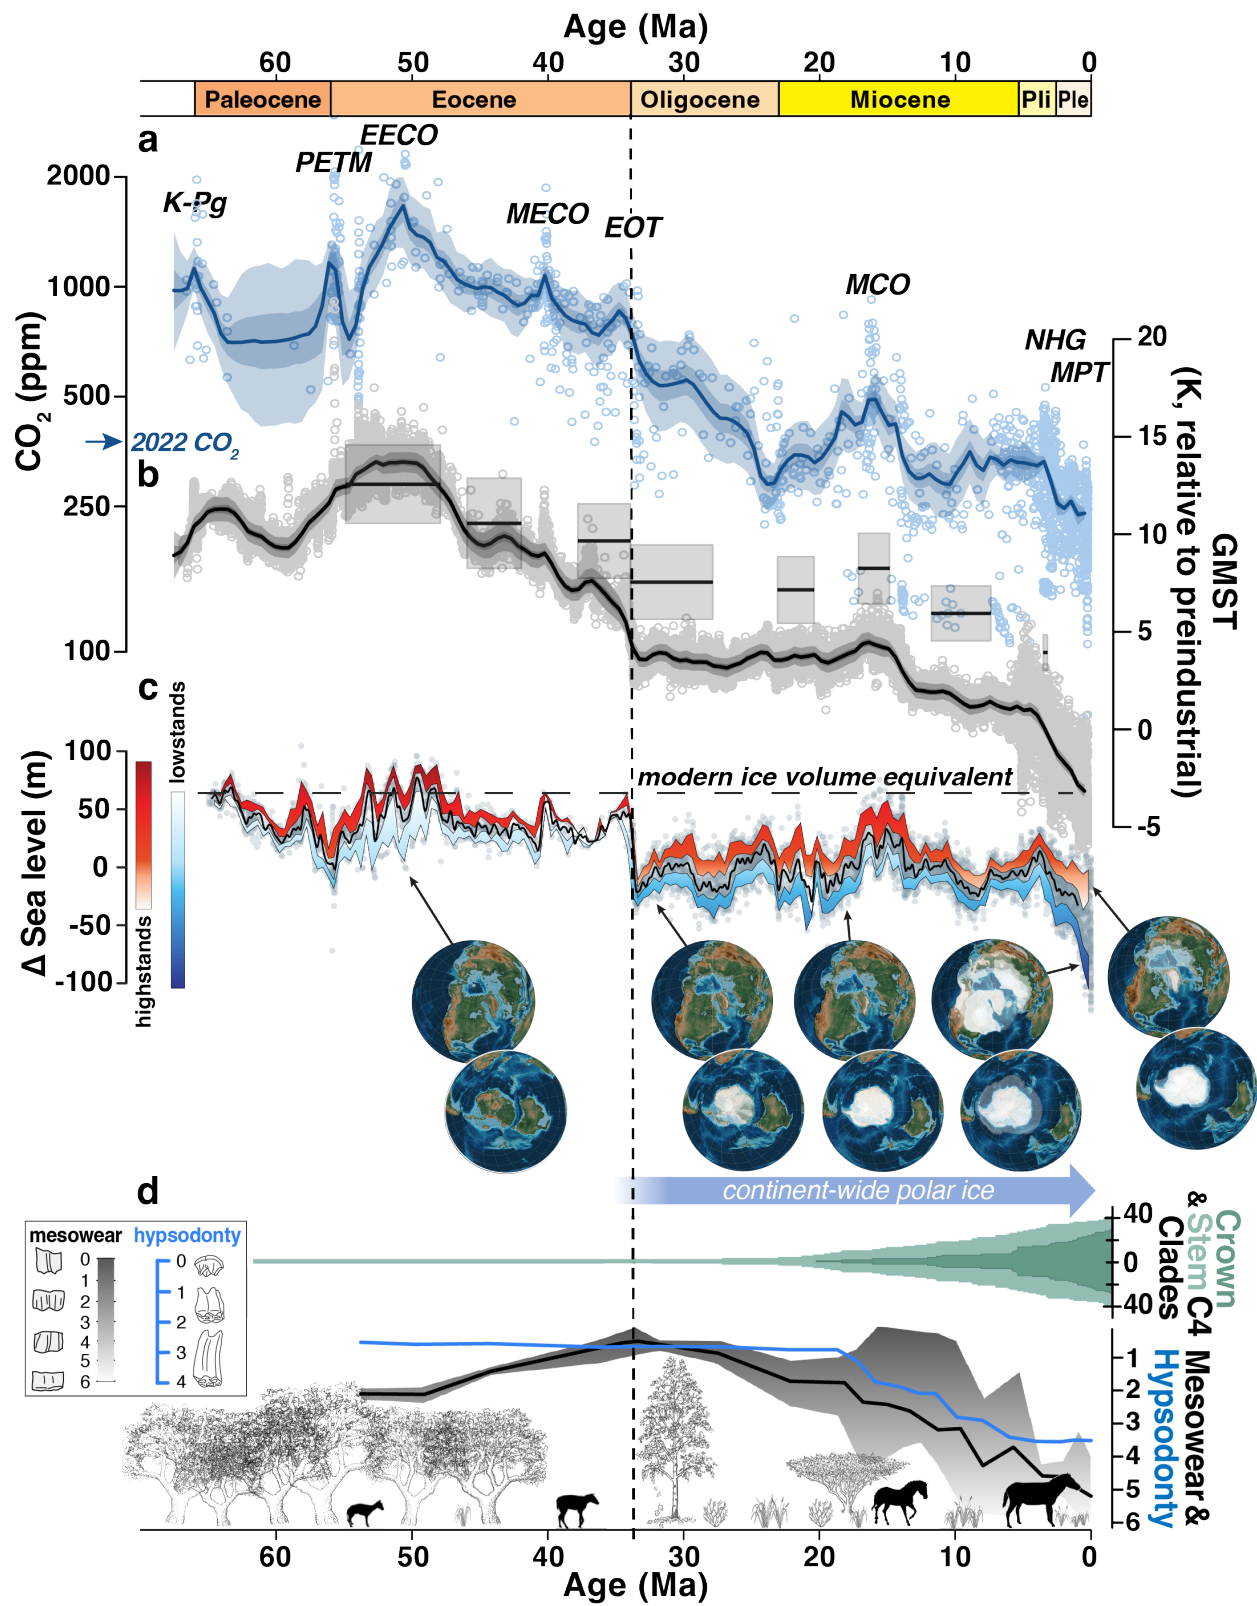 Age (Ma)
60 50 40 30 20 10 0
Paleocene Eocene Oligocene Miocene Pli Ple
a
EECO
PETM
K-Pg
MECO
EOT
MCO
NHG
MPT
2000
1000
500
250
100
CO2 (ppm)
2022 CO2
b
20
15
10
5
0
-5
GMST
(K, relative to preindustrial)
c
lowstands
highstands
100
50
0
-50
-100
Δ Sea level (m)
modern ice volume equivalent
continent-wide polar ice
d
mesowear hypsodonty
0
1
2
3
4
5
6
0
1
2
3
4
40
0
40
Crown
& Stem C4
Clades
1
2
3
4
5
6
Mesowear &
Hypsodonty
60 50 40 30 20 10 0
Age (Ma)